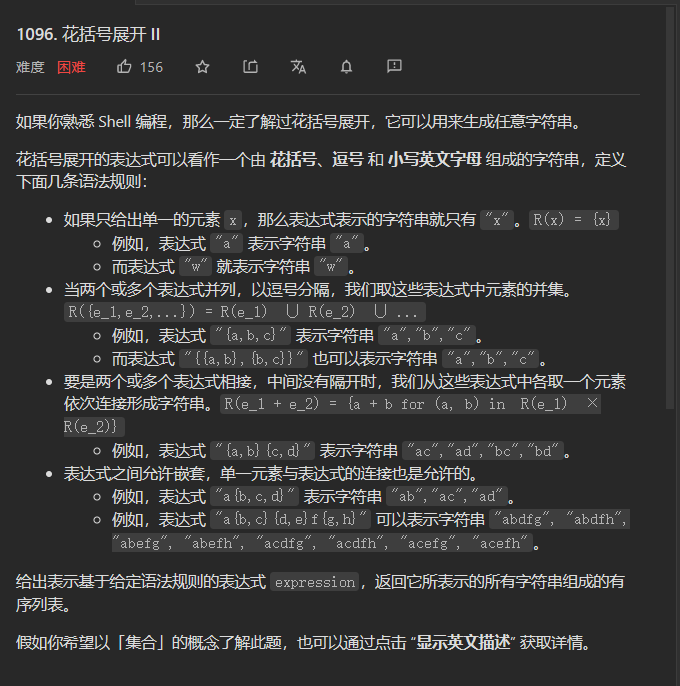 1096. 花括号展开 II
难度 困难 156
如果你熟悉 Shell 编程，那么一定了解过花括号展开，它可以用来生成任意字符串。
花括号展开的表达式可以看作一个由 花括号、逗号 和 小写英文字母 组成的字符串，定义
下面几条语法规则：
如果只给出单一的元素 x，那么表达式表示的字符串就只有 "x"。R(x) = {x}
例如，表达式 "a" 表示字符串 "a"。
而表达式 "w" 就表示字符串 "w"。
当两个或多个表达式并列，以逗号分隔，我们取这些表达式中元素的并集。
R({e_1,e_2,...}) = R(e_1) ∪ R(e_2) ∪ ...
例如，表达式 "{a,b,c}" 表示字符串 "a","b","c"。
而表达式 "{{a,b},{b,c}}" 也可以表示字符串 "a","b","c"。
要是两个或多个表达式相接，中间没有隔开时，我们从这些表达式中各取一个元素
依次连接形成字符串。R(e_1 + e_2) = {a + b for (a, b) in R(e_1) ×
R(e_2)}
例如，表达式 "{a,b}{c,d}" 表示字符串 "ac","ad","bc","bd"。
表达式之间允许嵌套，单一元素与表达式的连接也是允许的。
例如，表达式 "a{b,c,d}" 表示字符串 "ab","ac","ad"。
例如，表达式 "a{b,c}{d,e}f{g,h}" 可以表示字符串 "abdfg", "abdfh",
"abefg", "abefh", "acdfg", "acdfh", "acefg", "acefh"。
给出表示基于给定语法规则的表达式 expression，返回它所表示的所有字符串组成的有
序列表。
假如你希望以「集合」的概念了解此题，也可以通过点击 “显示英文描述” 获取详情。